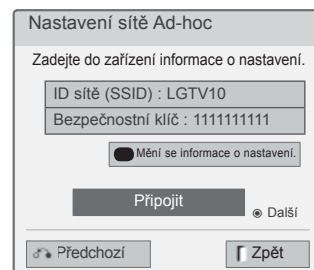 Nastavení sítě Ad-hoc
Zadejte do zařízení informace o nastavení.
ID sítě (SSID) : LGTV10
Bezpečnostní klíč : 1111111111
Mění se informace o nastavení.
Připojit
Další
Předchozí
Zpět